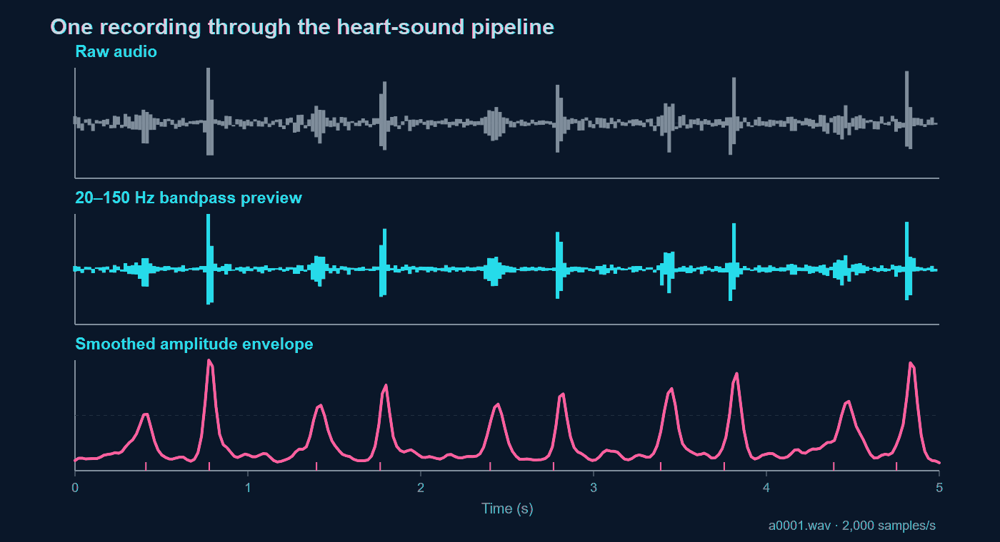 One recording through the heart-sound pipeline
Raw audio
20–150 Hz bandpass preview
Smoothed amplitude envelope
0 1 2 3 4 5
Time (s)
a0001.wav · 2,000 samples/s